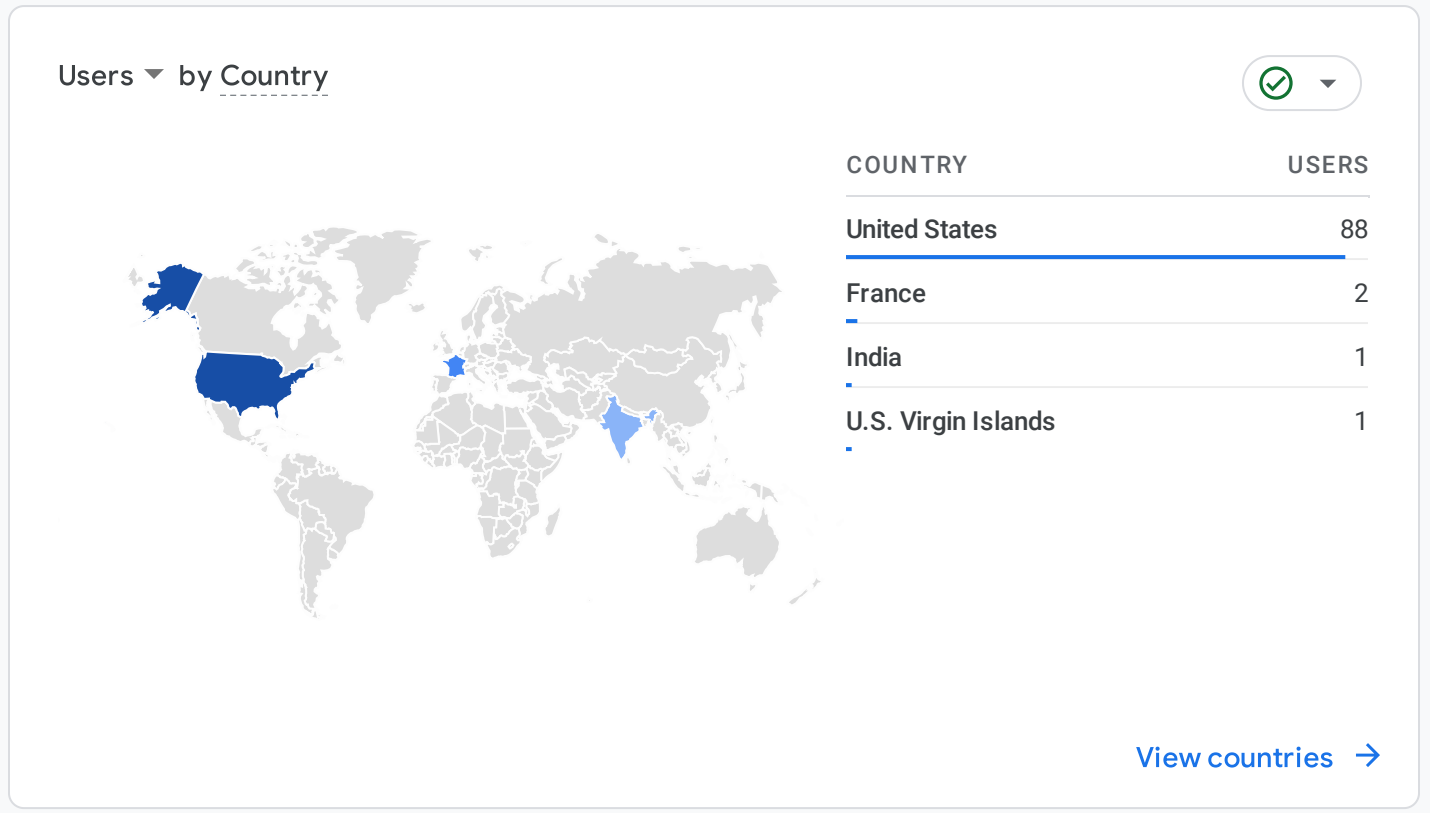 Users by Country
COUNTRY USERS
United States 88
France 2
India 1
U.S. Virgin Islands 1
View countries